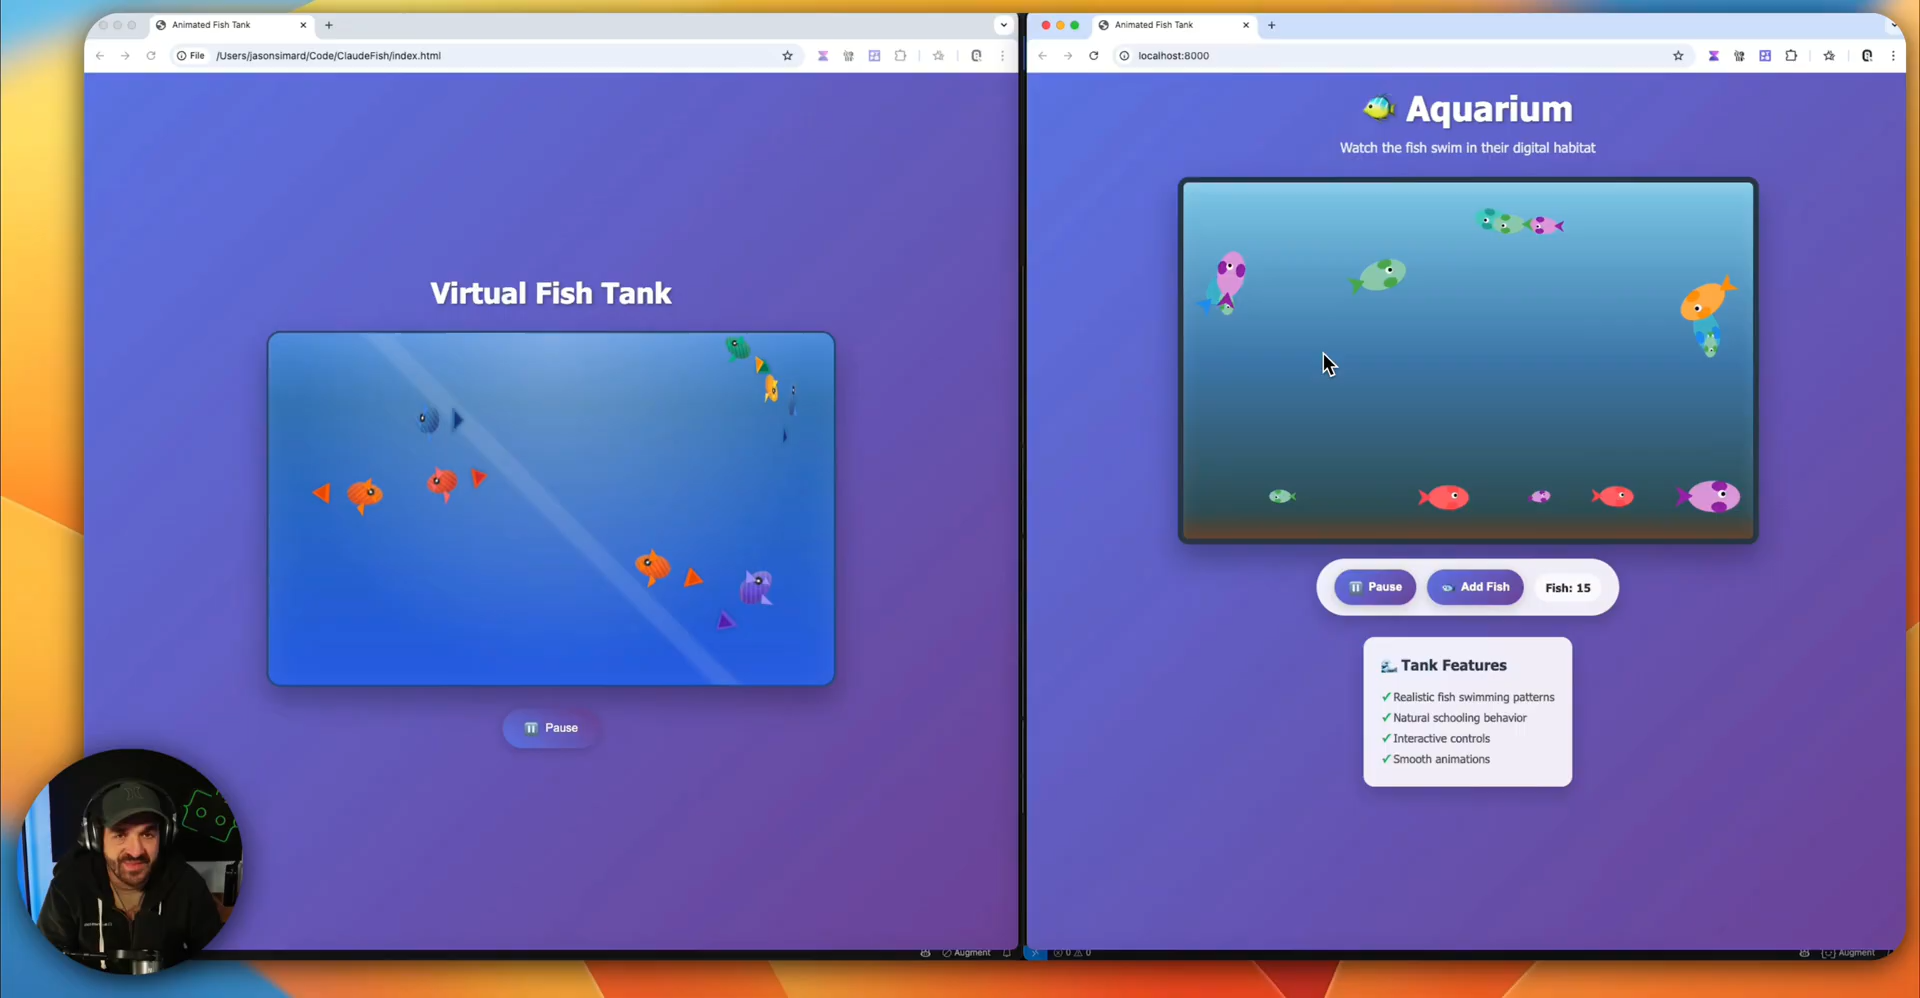 Animated Fish Tank
File /Users/jasonsimard/Code/ClaudeFish/index.html
Virtual Fish Tank
Pause
Augment
Animated Fish Tank
localhost:8000
Aquarium
Watch the fish swim in their digital habitat
Pause Add Fish Fish: 15
Tank Features
✓Realistic fish swimming patterns
✓Natural schooling behavior
✓Interactive controls
✓Smooth animations
0 0
Augment